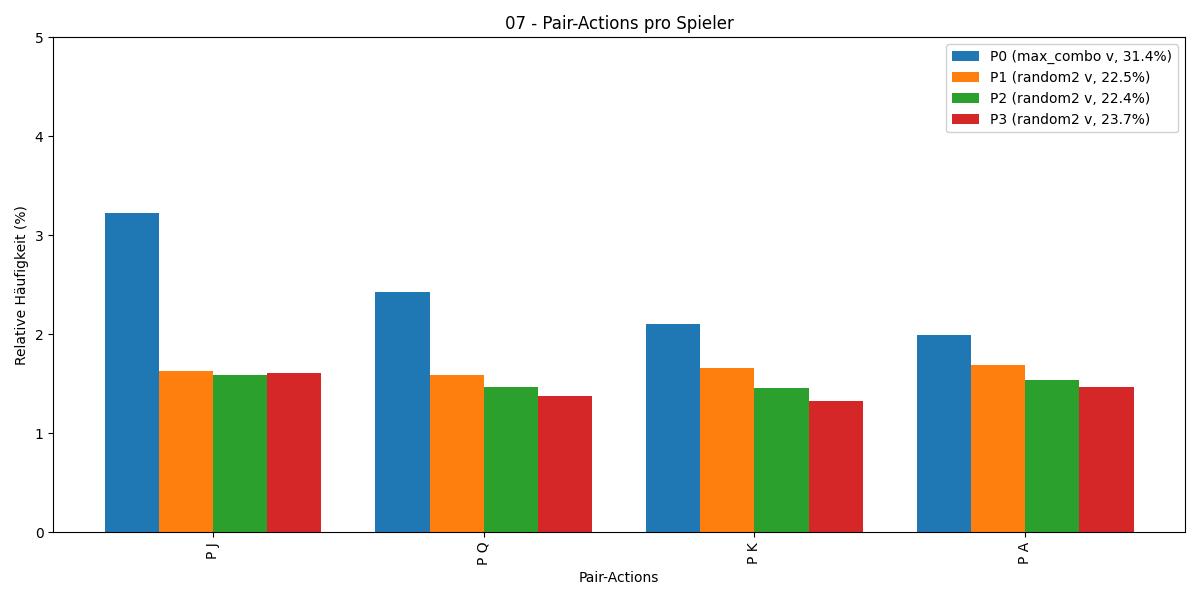 07 - Pair-Actions pro Spieler
5
4
3
2
1
0
Relative Häufigkeit (%)
P0 (max_combo v, 31.4%)
P1 (random2 v, 22.5%)
P2 (random2 v, 22.4%)
P3 (random2 v, 23.7%)
P J
P Q
P K
P A
Pair-Actions